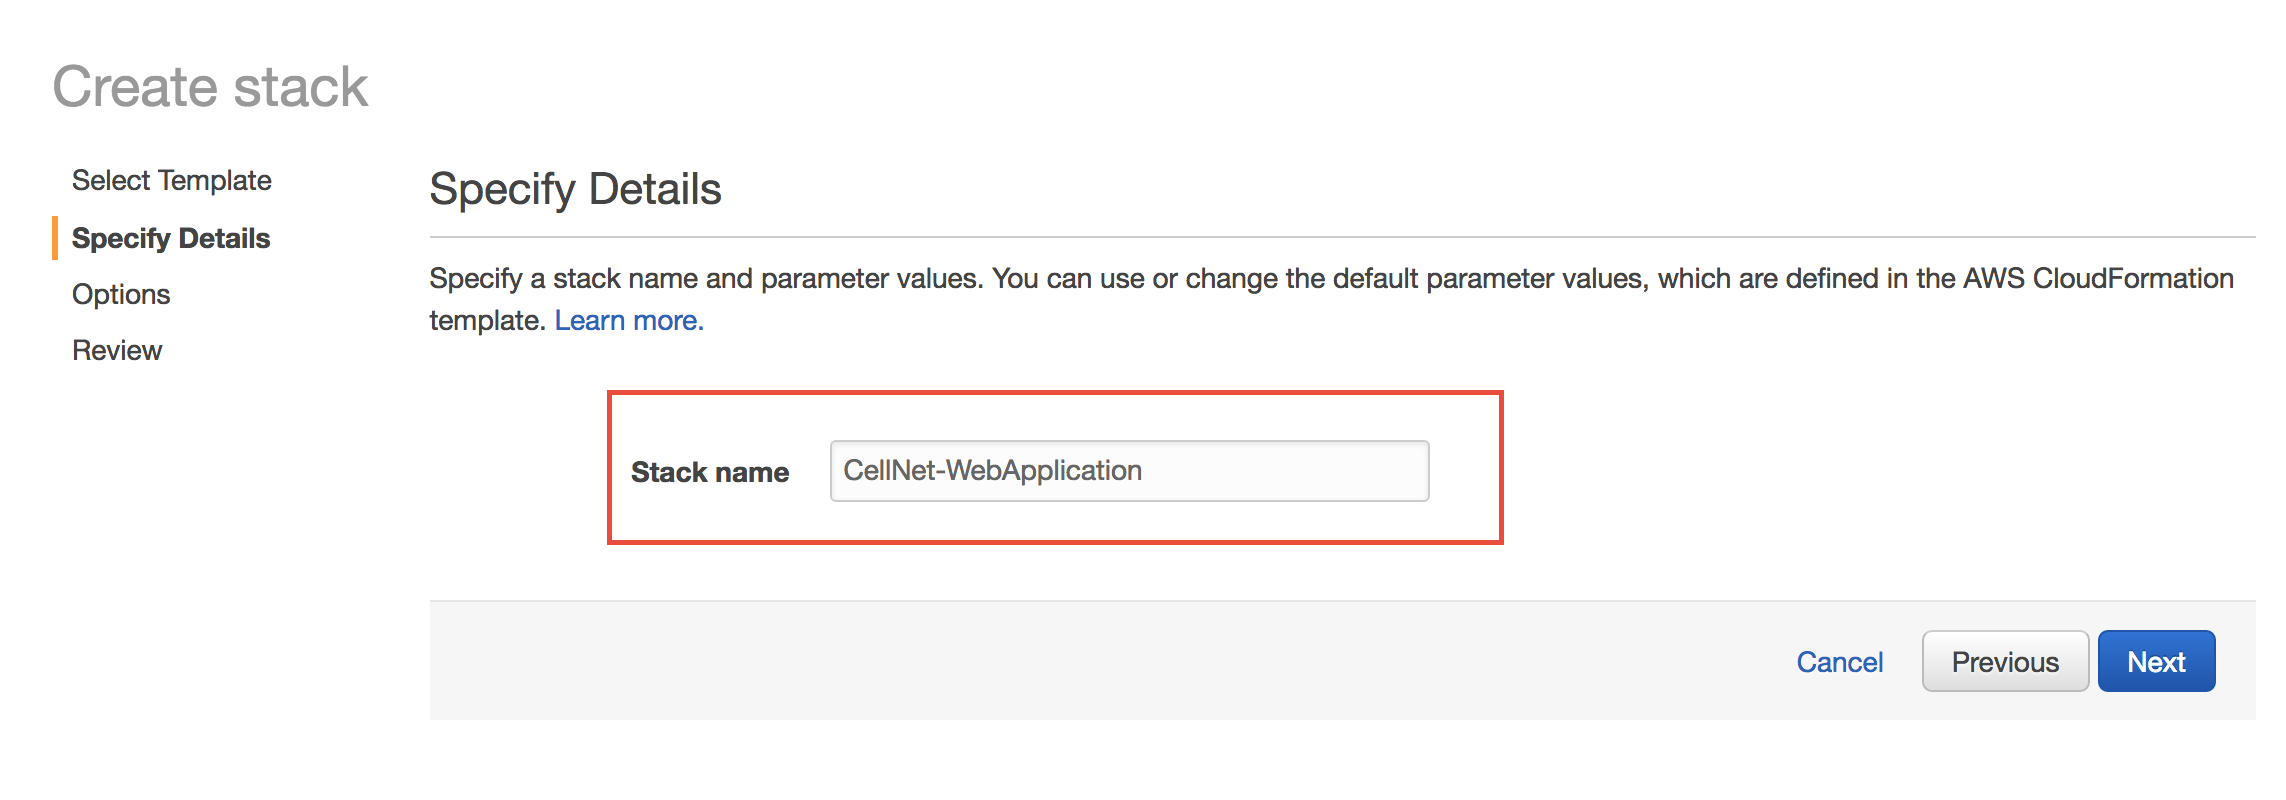 Create stack
Select Template
Specify Details
Options
Review
Specify Details
Specify a stack name and parameter values. You can use or change the default parameter values, which are defined in the AWS CloudFormation
template. Learn more.
Stack name CellNet-WebApplication
Cancel Previous Next